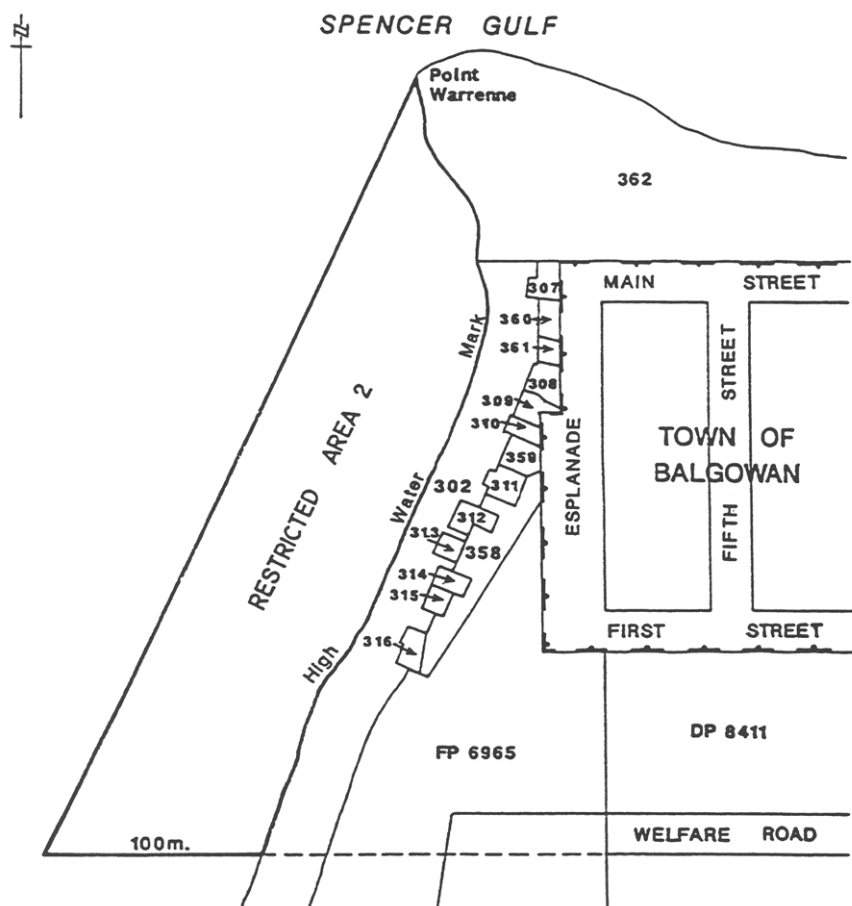 N
SPENCER GULF
Point
Warrenne
362
307
MAIN STREET
360
361
Mark
308
309
310
STREET
TOWN OF
BALGOWAN
359
RESTRICTED AREA 2
302
311
ESPLANADE
Water
312
313
358
FIFTH
314
315
316
FIRST STREET
High
FP 6965
DP 8411
100m.
WELFARE ROAD